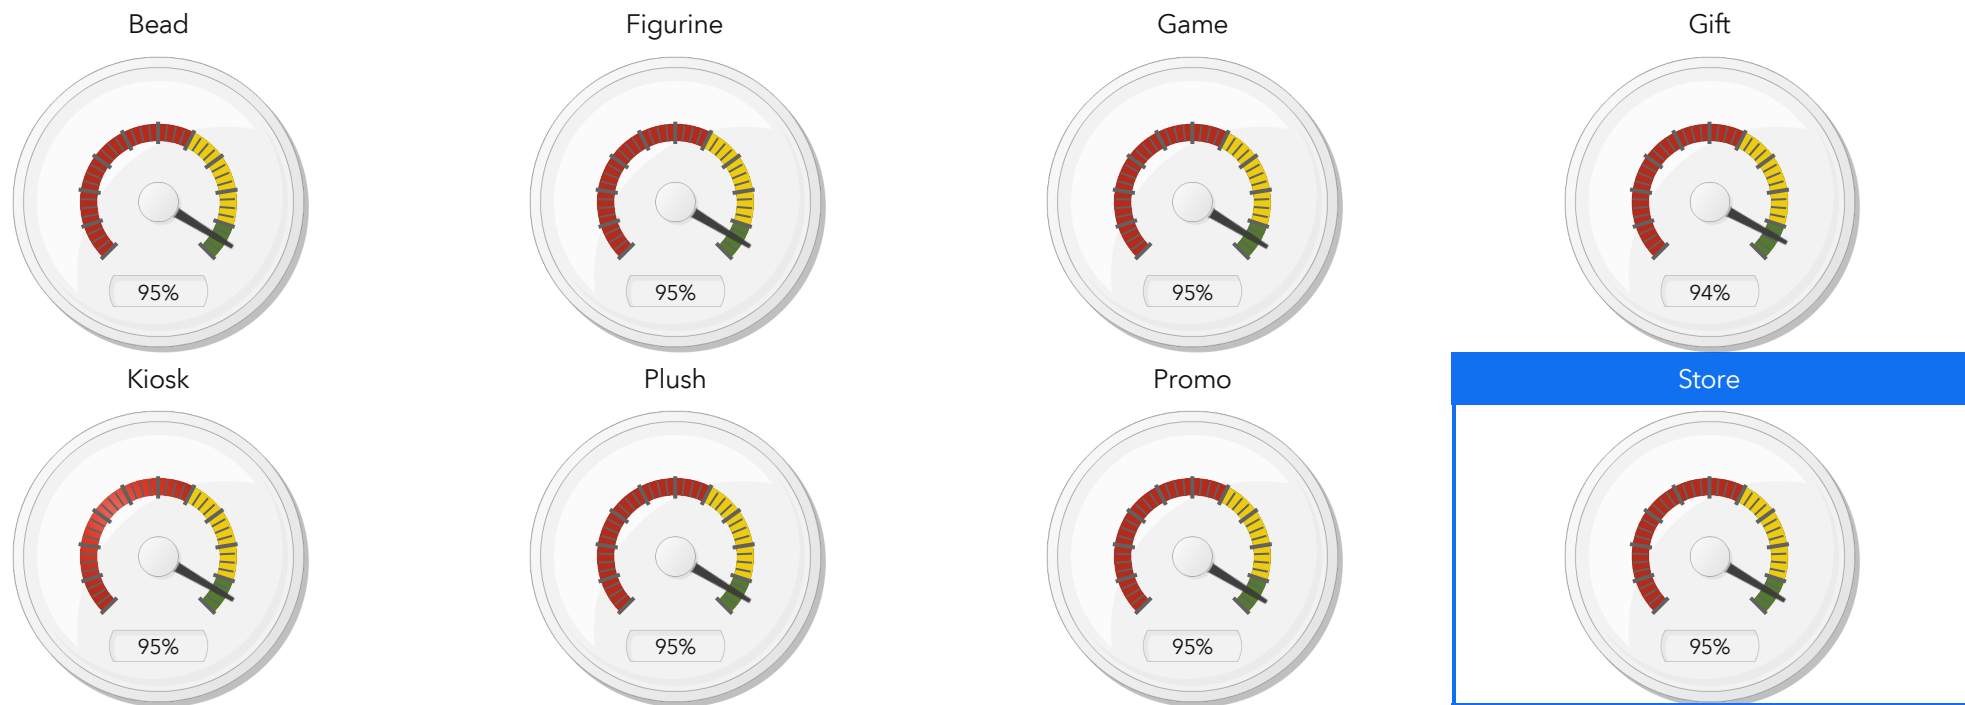 Bead Figurine Game Gift
95% 95% 95% 94%
Kiosk Plush Promo Store
95% 95% 95% 95%